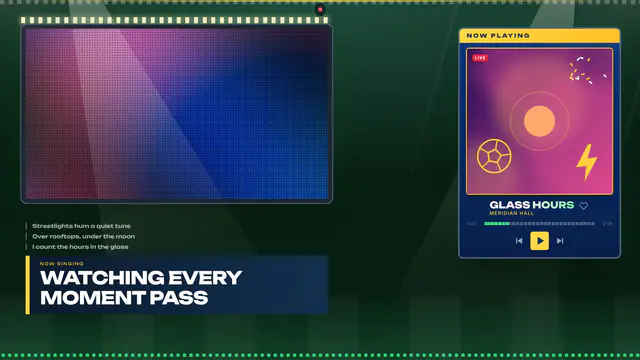 NOW PLAYING
LIVE
GLASS HOURS
MERIDIAN HALL
Streetlights hum a quiet tune
Over rooftops, under the moon
I count the hours in the glass
NOW SINGING
WATCHING EVERY
MOMENT PASS